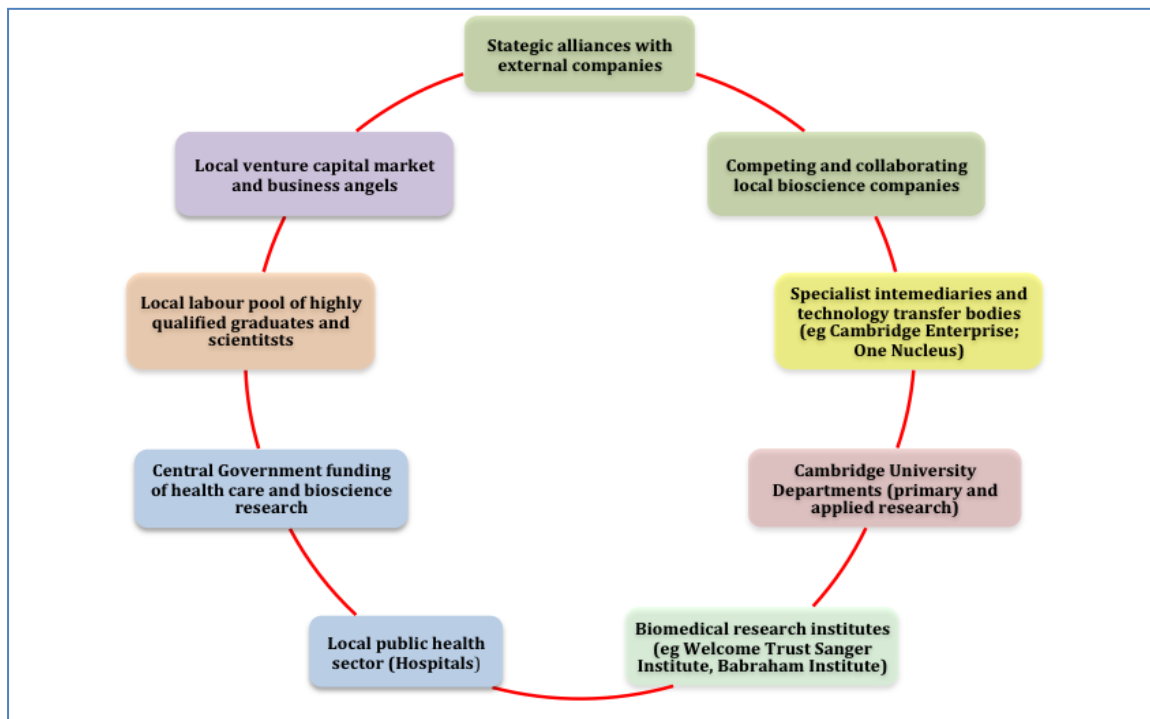 Stategic alliances with
external companies
Local venture capital market
and business angels
Competing and collaborating
local bioscience companies
Local labour pool of highly
qualified graduates and
scientitsts
Specialist intemediaries and
technology transfer bodies
(eg Cambridge Enterprise;
One Nucleus)
Central Government funding
of health care and bioscience
research
Cambridge University
Departments (primary and
applied research)
Local public health
sector (Hospitals)
Biomedical research institutes
(eg Welcome Trust Sanger
Institute, Babraham Institute)